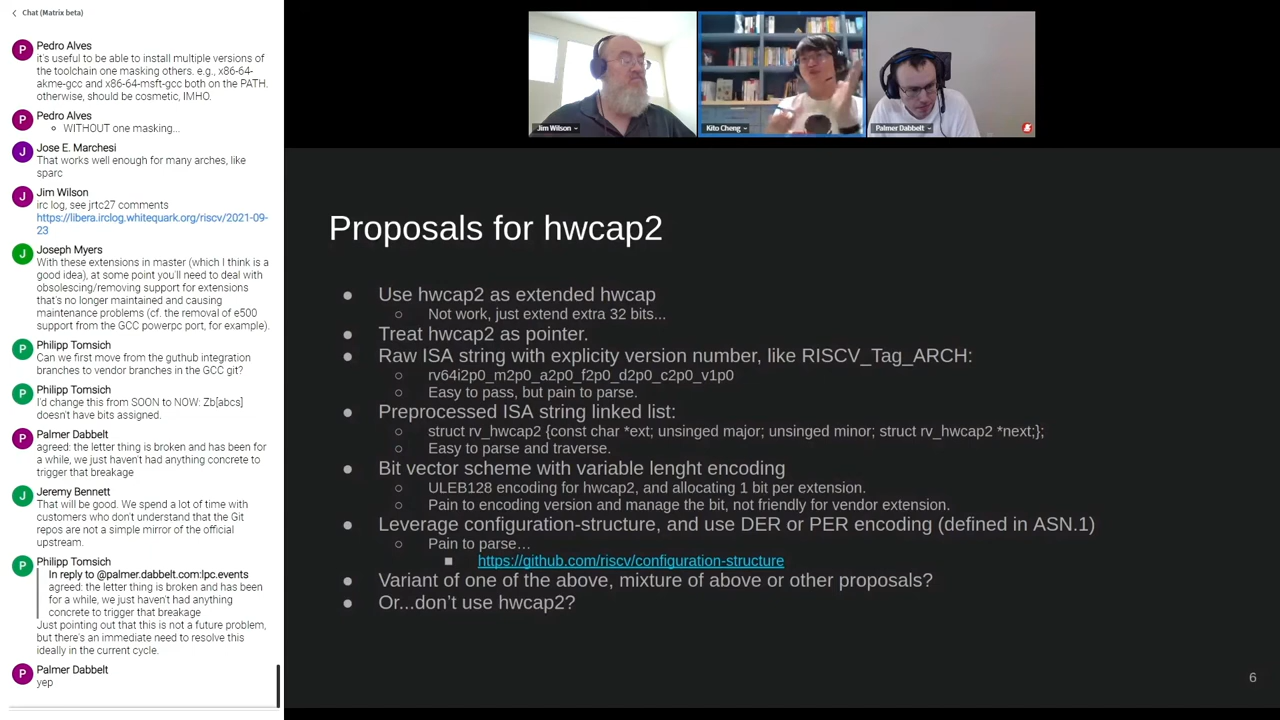 Chat (Matrix beta)
Pedro Alves
it's useful to be able to install multiple versions of
the toolchain one masking others. e.g., x86-64-
akme-gcc and x86-64-msft-gcc both on the PATH.
otherwise, should be cosmetic, IMHO.
Pedro Alves
WITHOUT one masking...
Jose E. Marchesi
That works well enough for many arches, like
sparc
Jim Wilson
irc log, see jrtc27 comments
https://libera.irclog.whitequark.org/riscv/2021-09-
23
Joseph Myers
With these extensions in master (which I think is a
good idea), at some point you'll need to deal with
obsolescing/removing support for extensions
that's no longer maintained and causing
maintenance problems (cf. the removal of e500
support from the GCC powerpc port, for example).
Philipp Tomsich
Can we first move from the guthub integration
branches to vendor branches in the GCC git?
Philipp Tomsich
I'd change this from SOON to NOW: Zb[abcs]
doesn't have bits assigned.
Palmer Dabbelt
agreed: the letter thing is broken and has been for
a while, we just haven't had anything concrete to
trigger that breakage
Jeremy Bennett
That will be good. We spend a lot of time with
customers who don't understand that the Git
repos are not a simple mirror of the official
upstream.
Philipp Tomsich
In reply to @palmer.dabbelt.com:lpc.events
agreed: the letter thing is broken and has been
for a while, we just haven't had anything
concrete to trigger that breakage
Just pointing out that this is not a future problem,
but there's an immediate need to resolve this
ideally in the current cycle.
Palmer Dabbelt
yep
Jim Wilson
Kito Cheng
Palmer Dabbelt
Proposals for hwcap2
Use hwcap2 as extended hwcap
Not work, just extend extra 32 bits...
Treat hwcap2 as pointer.
Raw ISA string with explicity version number, like RISCV_Tag_ARCH:
rv64i2p0_m2p0_a2p0_f2p0_d2p0_c2p0_v1p0
Easy to pass, but pain to parse.
Preprocessed ISA string linked list:
struct rv_hwcap2 {const char *ext; unsinged major; unsinged minor; struct rv_hwcap2 *next;};
Easy to parse and traverse.
Bit vector scheme with variable lenght encoding
ULEB128 encoding for hwcap2, and allocating 1 bit per extension.
Pain to encoding version and manage the bit, not friendly for vendor extension.
Leverage configuration-structure, and use DER or PER encoding (defined in ASN.1)
Pain to parse…
https://github.com/riscv/configuration-structure
Variant of one of the above, mixture of above or other proposals?
Or...don't use hwcap2?
6